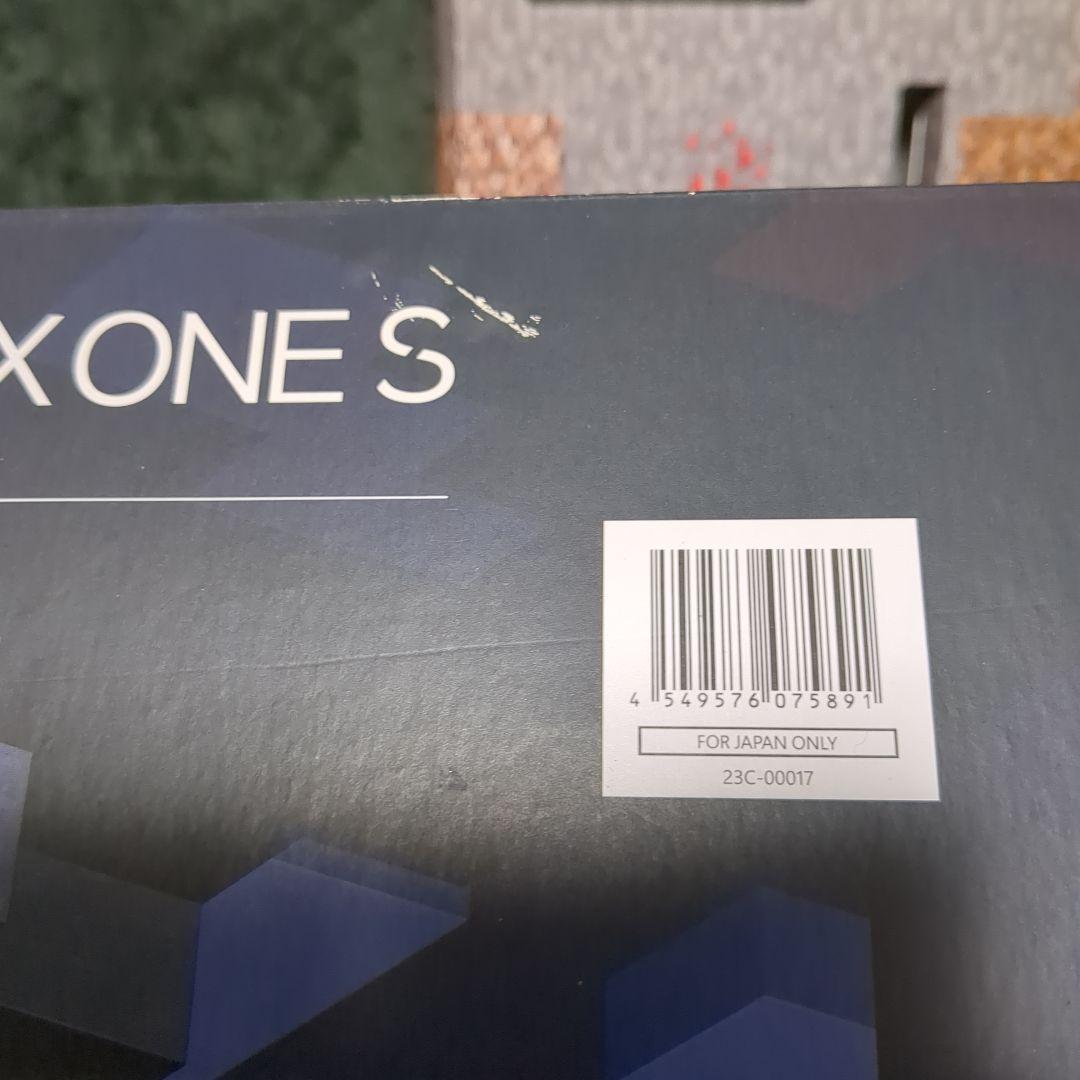 X ONE S
4 549576 075891
FOR JAPAN ONLY
23C-00017